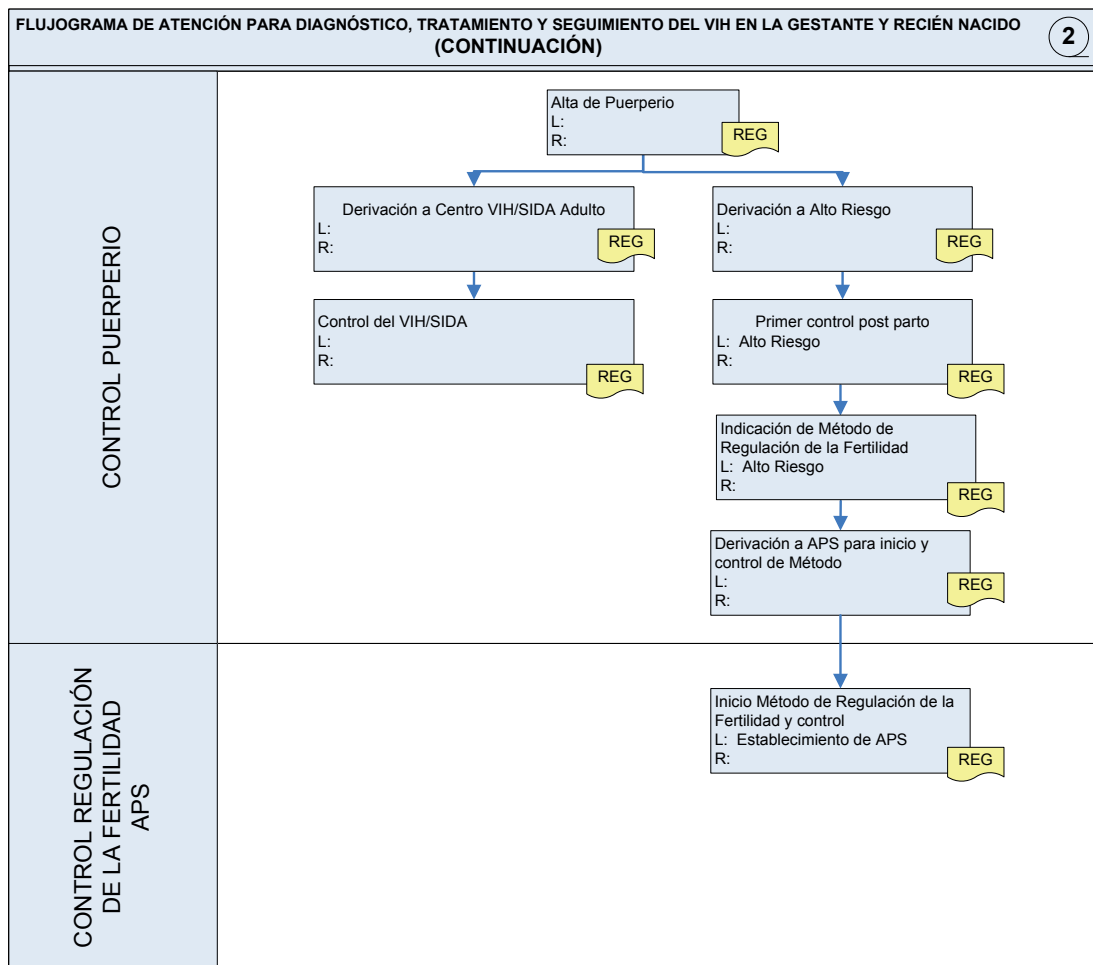 FLUJOGRAMA DE ATENCIÓN PARA DIAGNÓSTICO, TRATAMIENTO Y SEGUIMIENTO DEL VIH EN LA GESTANTE Y RECIÉN NACIDO
(CONTINUACIÓN)
2
CONTROL PUERPERIO
Alta de Puerperio
L:
R:
REG
Derivación a Centro VIH/SIDA Adulto
L:
R:
REG
Derivación a Alto Riesgo
L:
R:
REG
Control del VIH/SIDA
L:
R:
REG
Primer control post parto
L: Alto Riesgo
R:
REG
Indicación de Método de
Regulación de la Fertilidad
L: Alto Riesgo
R:
REG
Derivación a APS para inicio y
control de Método
L:
R:
REG
CONTROL REGULACIÓN
DE LA FERTILIDAD
APS
Inicio Método de Regulación de la
Fertilidad y control
L: Establecimiento de APS
R:
REG